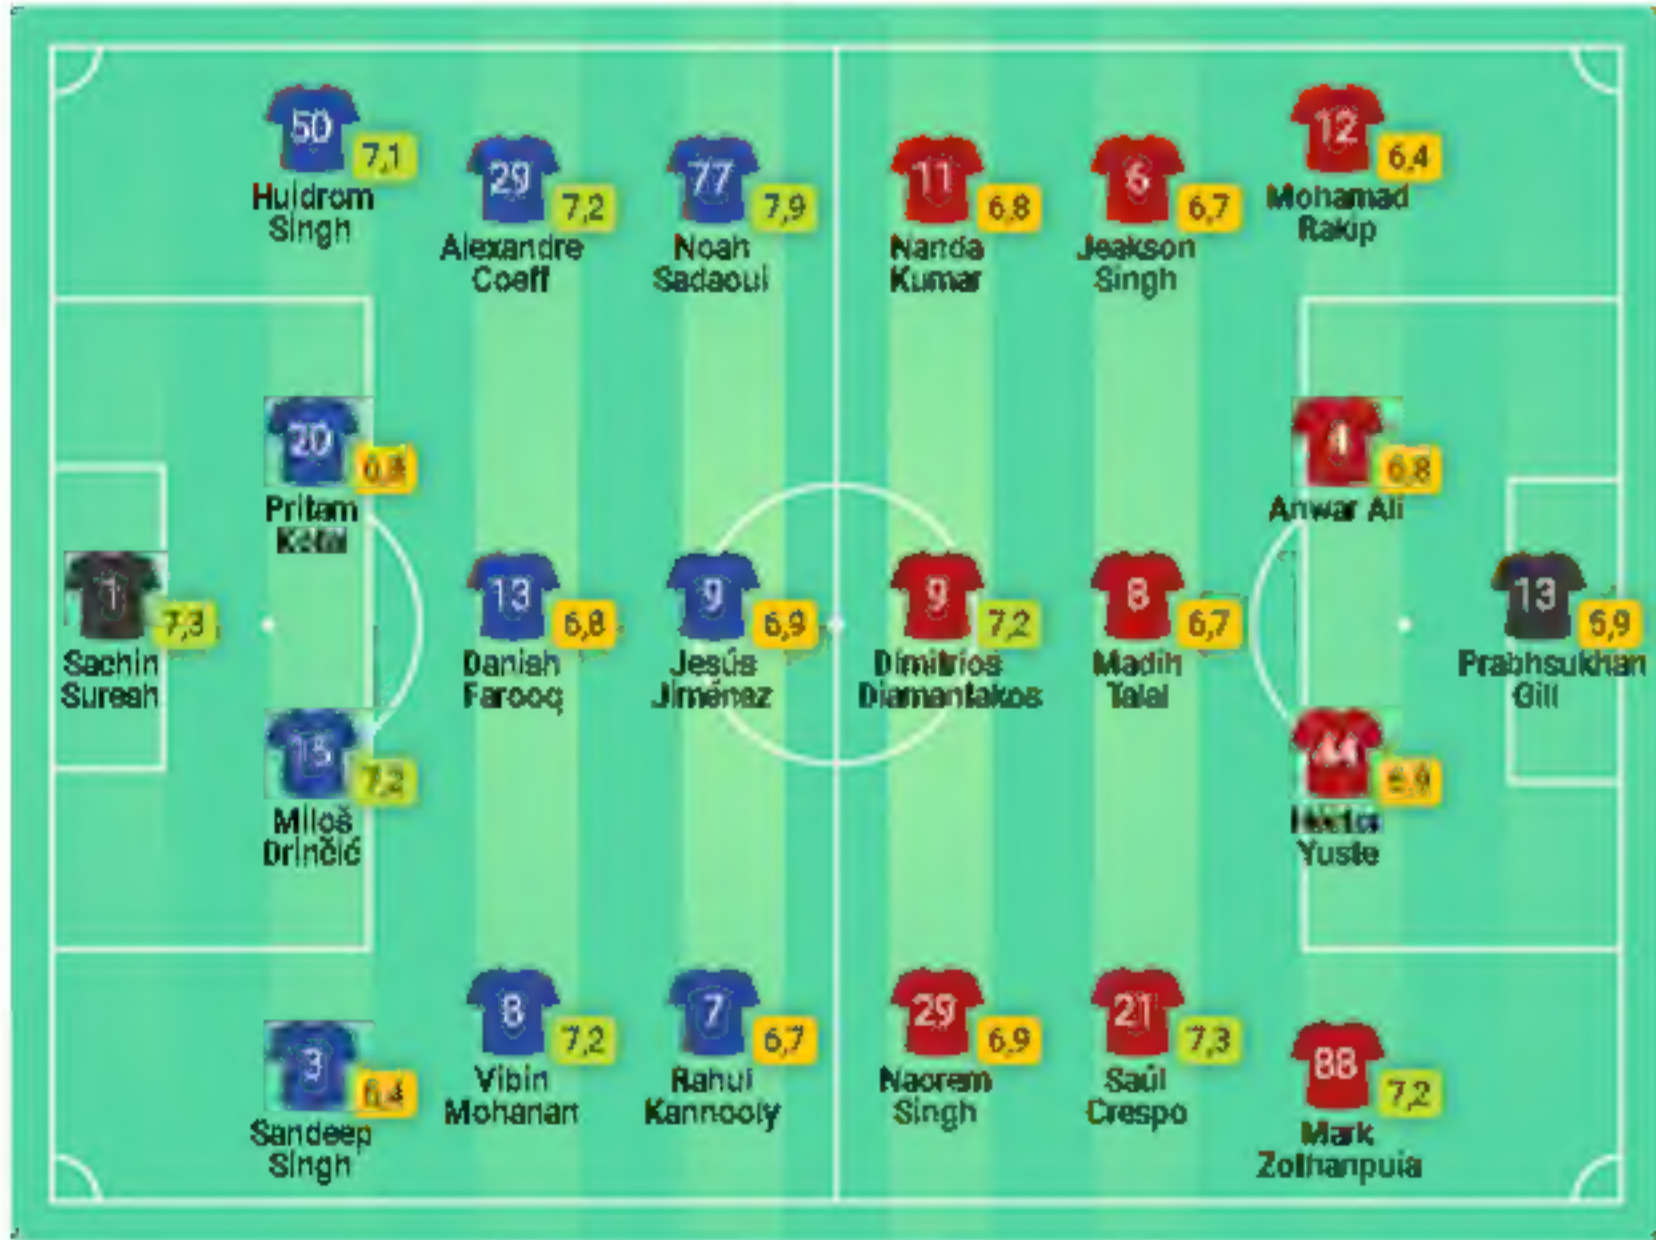 50
7,1
Huidrom
Singh
29
7,2
Alexandre
Coeff
77
7,9
Noah
Sadaoui
11
6,8
Nanda
Kumar
6
6,7
Jeakson
Singh
12
6,4
Mohamad
Rakip
20
6,8
Pritam
Kotal
4
6,8
Anwar Ali
1
7,3
Sachin
Suresh
13
6,8
Danish
Farooq
9
6,9
Jesús
Jiménez
9
7,2
Dimitrios
Diamantakos
8
6,7
Madih
Talal
13
Prabhsukhan
Gill
15
7,2
Miloš
Drinčić
44
6,9
Héctor
Yuste
3
6,4
Sandeep
Singh
8
7,2
Vibin
Mohanan
7
6,7
Rahul
Kannooly
29
6,9
Naorem
Singh
21
7,3
Saúl
Crespo
88
7,2
Mark
Zothanpuia